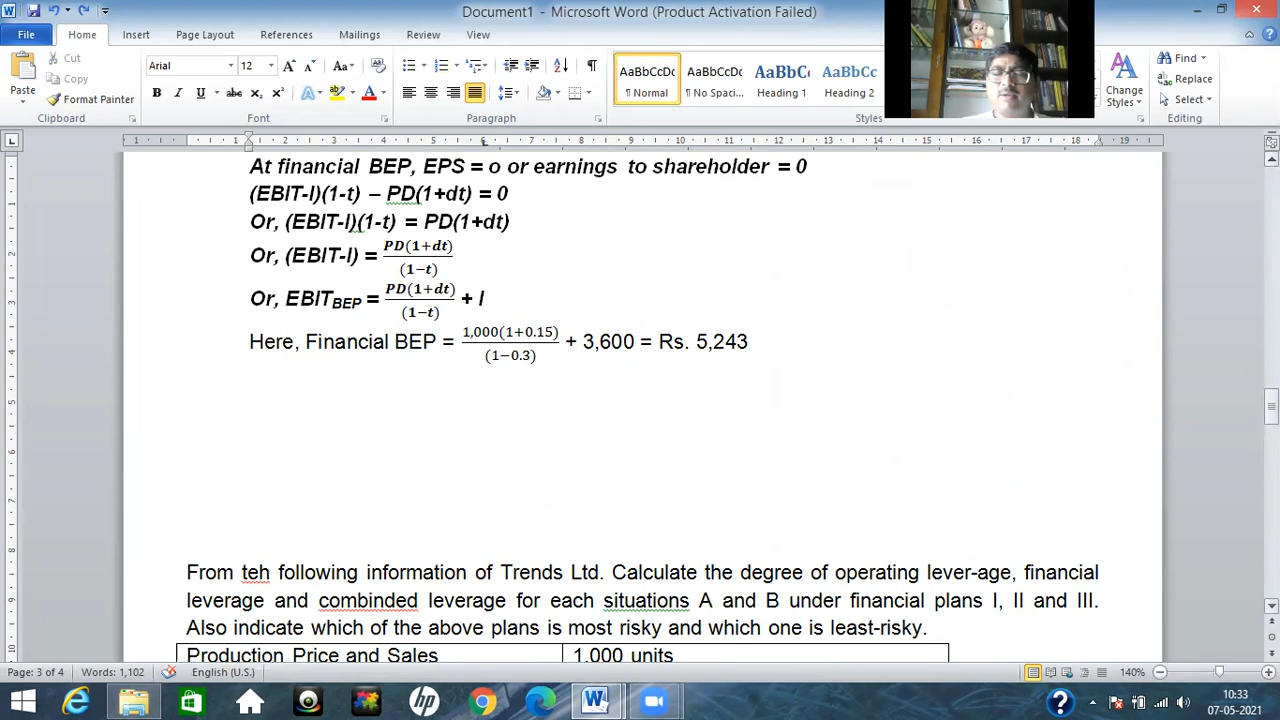 Document1 - Microsoft Word (Product Activation Failed)
File Home Insert Page Layout References Mailings Review View
Cut
Copy
Format Painter
Paste
Clipboard
Arial 12
Font
Paragraph
AaBbCcDc AaBbCcDc AaBbCc AaBbCc
¶ Normal ¶ No Spaci... Heading 1 Heading 2
Styles
Change Styles
Find
Replace
Select
Editing
At financial BEP, EPS = o or earnings to shareholder = 0
(EBIT-I)(1-t) – PD(1+dt) = 0
Or, (EBIT-I)(1-t) = PD(1+dt)
Or, (EBIT-I) = PD(1+dt)/(1−t)
Or, EBITBEP = PD(1+dt)/(1−t) + I
Here, Financial BEP = 1,000(1+0.15)/(1−0.3) + 3,600 = Rs. 5,243
From teh following information of Trends Ltd. Calculate the degree of operating lever-age, financial
leverage and combinded leverage for each situations A and B under financial plans I, II and III.
Also indicate which of the above plans is most risky and which one is least-risky.
Production Price and Sales 1,000 units
Page: 3 of 4 Words: 1,102 English (U.S.) 140%
10:33
07-05-2021